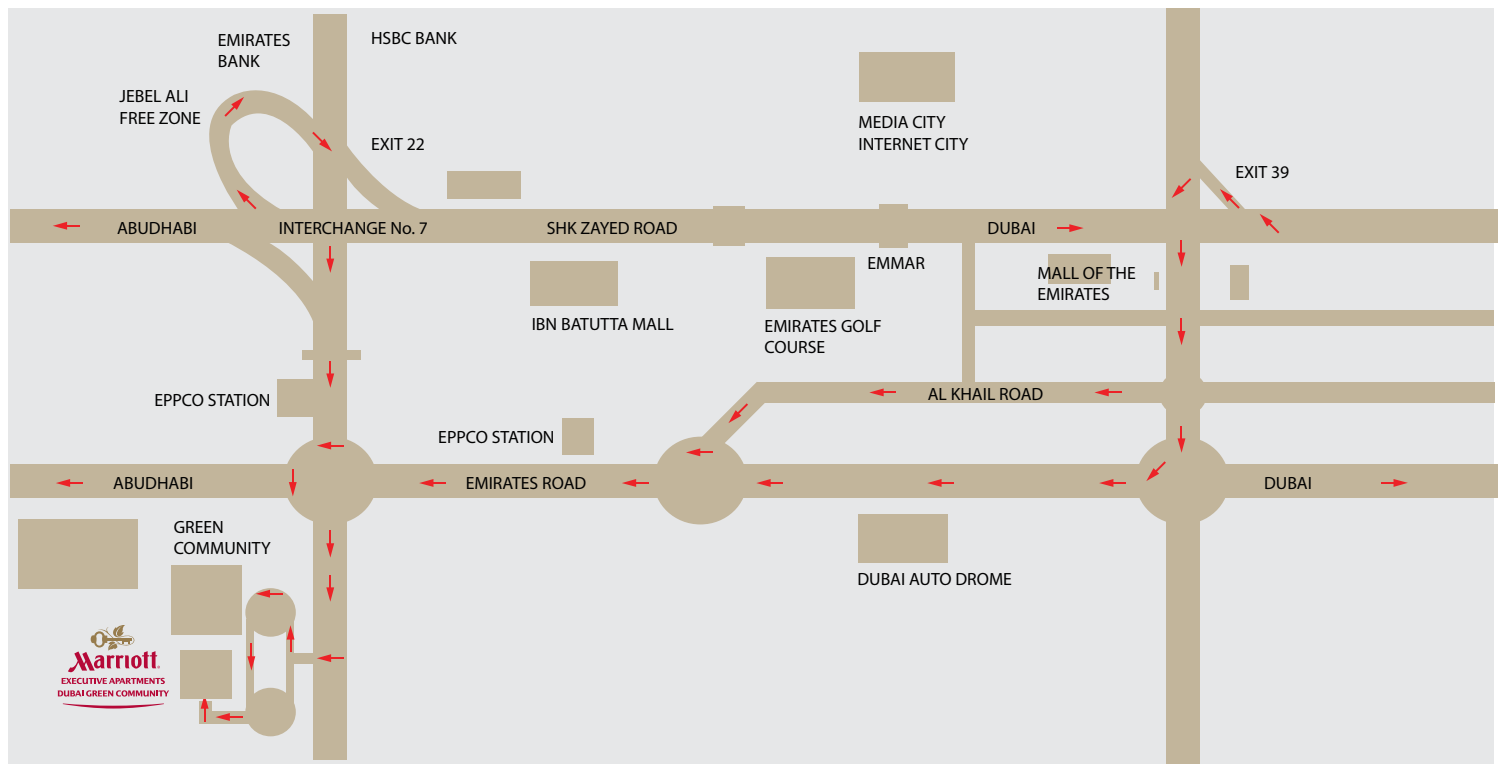 EMIRATES
BANK
HSBC BANK
JEBEL ALI
FREE ZONE
EXIT 22
MEDIA CITY
INTERNET CITY
EXIT 39
ABUDHABI
INTERCHANGE No. 7
SHK ZAYED ROAD
DUBAI
EMMAR
MALL OF THE
EMIRATES
IBN BATUTTA MALL
EMIRATES GOLF
COURSE
EPPCO STATION
AL KHAIL ROAD
EPPCO STATION
ABUDHABI
EMIRATES ROAD
DUBAI
GREEN
COMMUNITY
DUBAI AUTO DROME
Marriott
EXECUTIVE APARTMENTS
DUBAI GREEN COMMUNITY